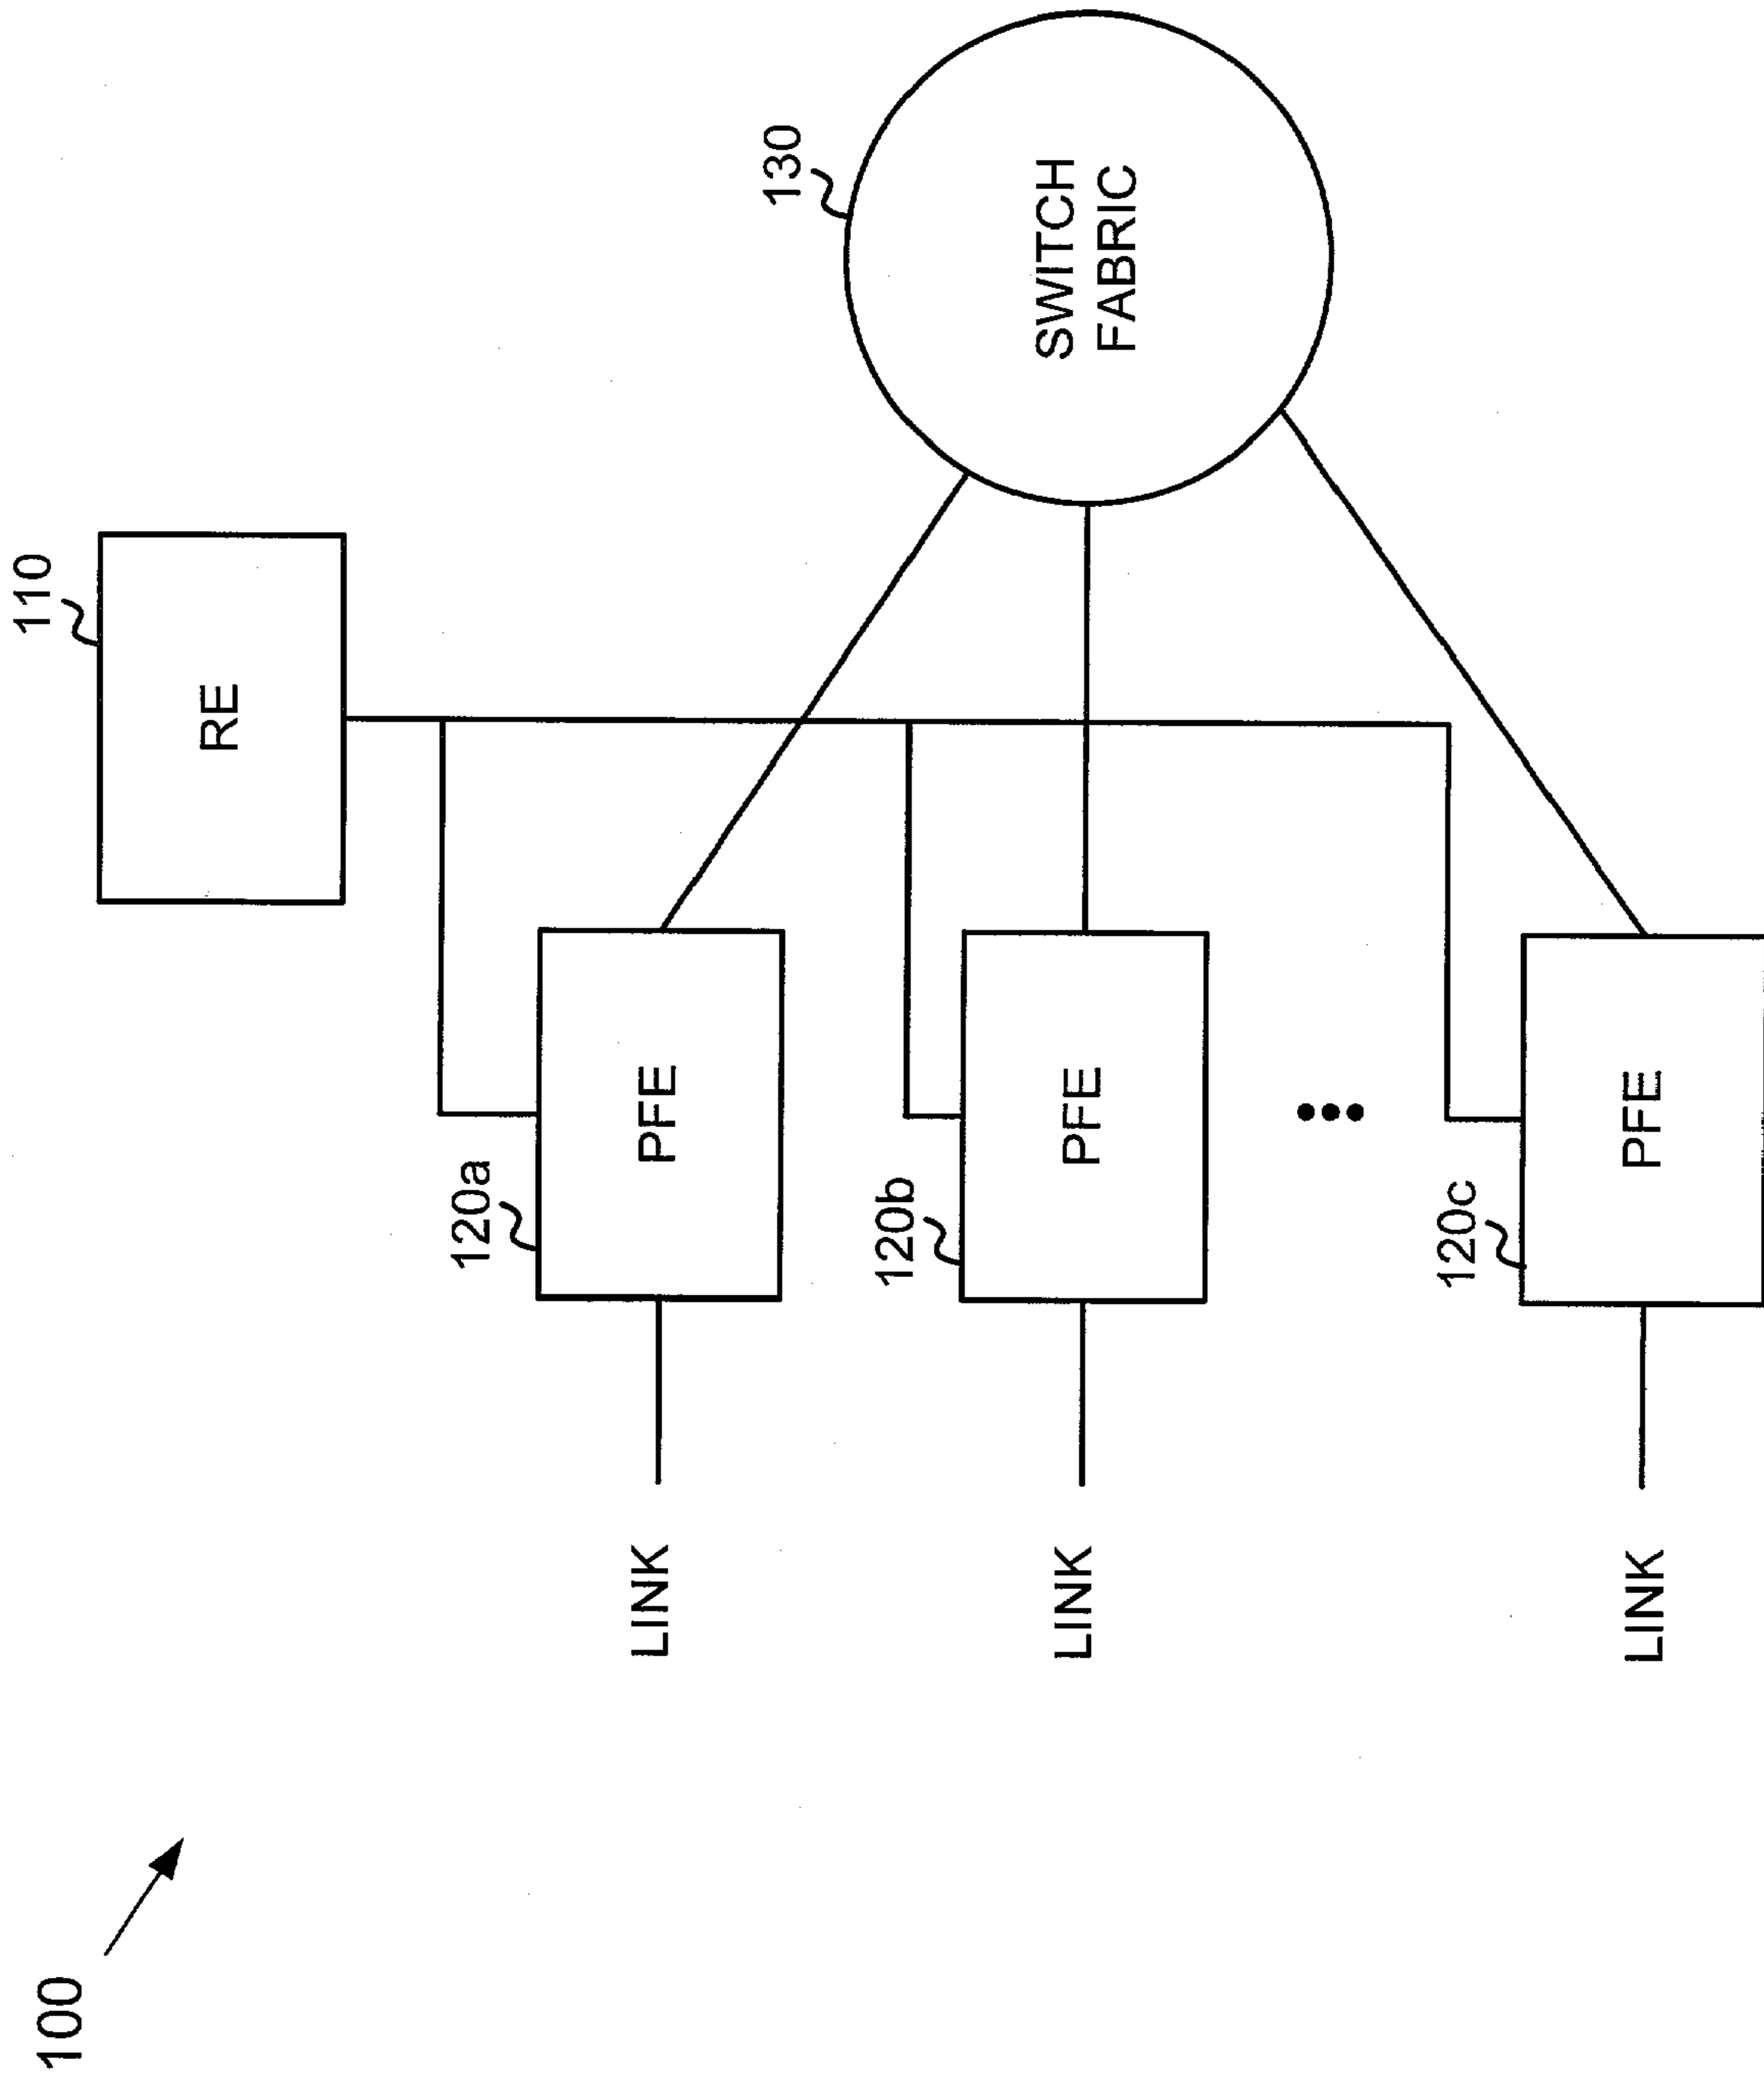 100
110
RE
120a
PFE
LINK
130
SWITCH
FABRIC
120b
PFE
LINK
120c
PFE
LINK